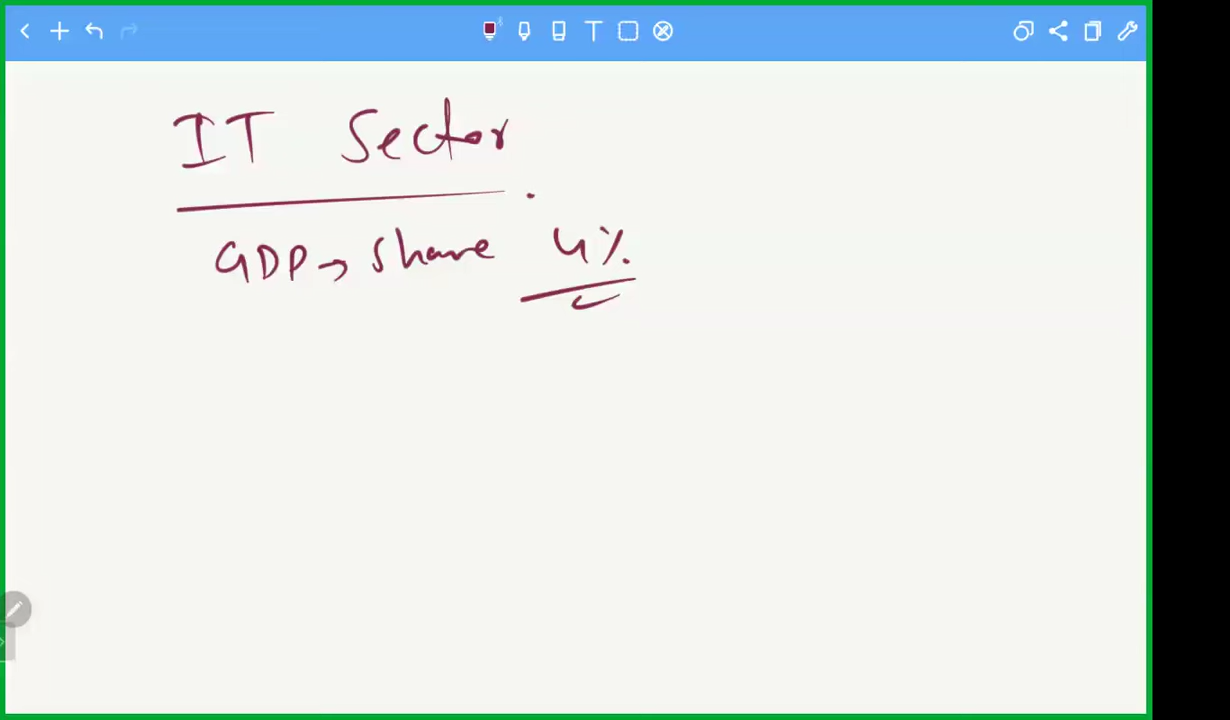 IT Sector
GDP → Share 4%